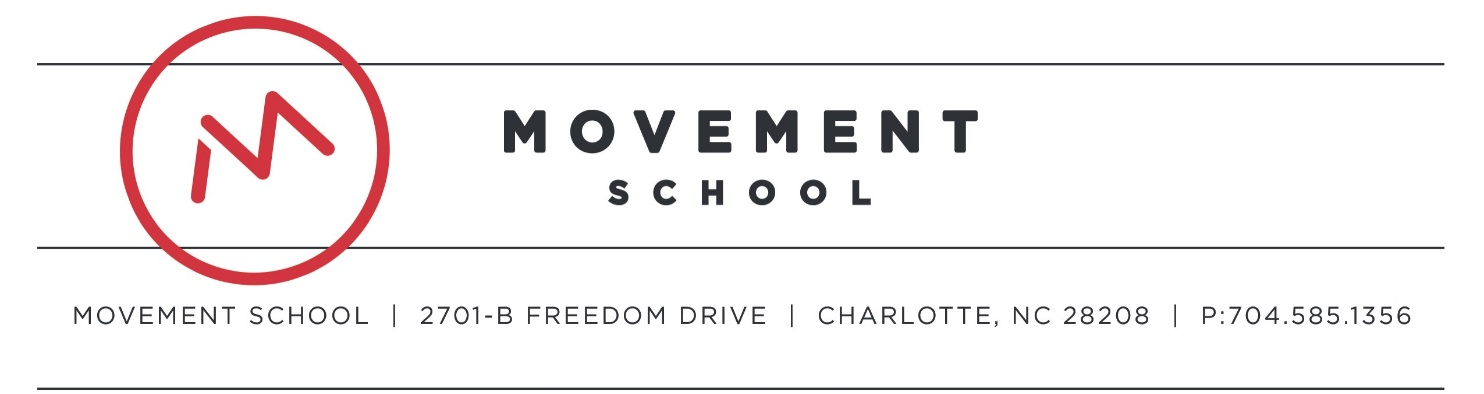 MOVEMENT
SCHOOL
MOVEMENT SCHOOL | 2701-B FREEDOM DRIVE | CHARLOTTE, NC 28208 | P:704.585.1356